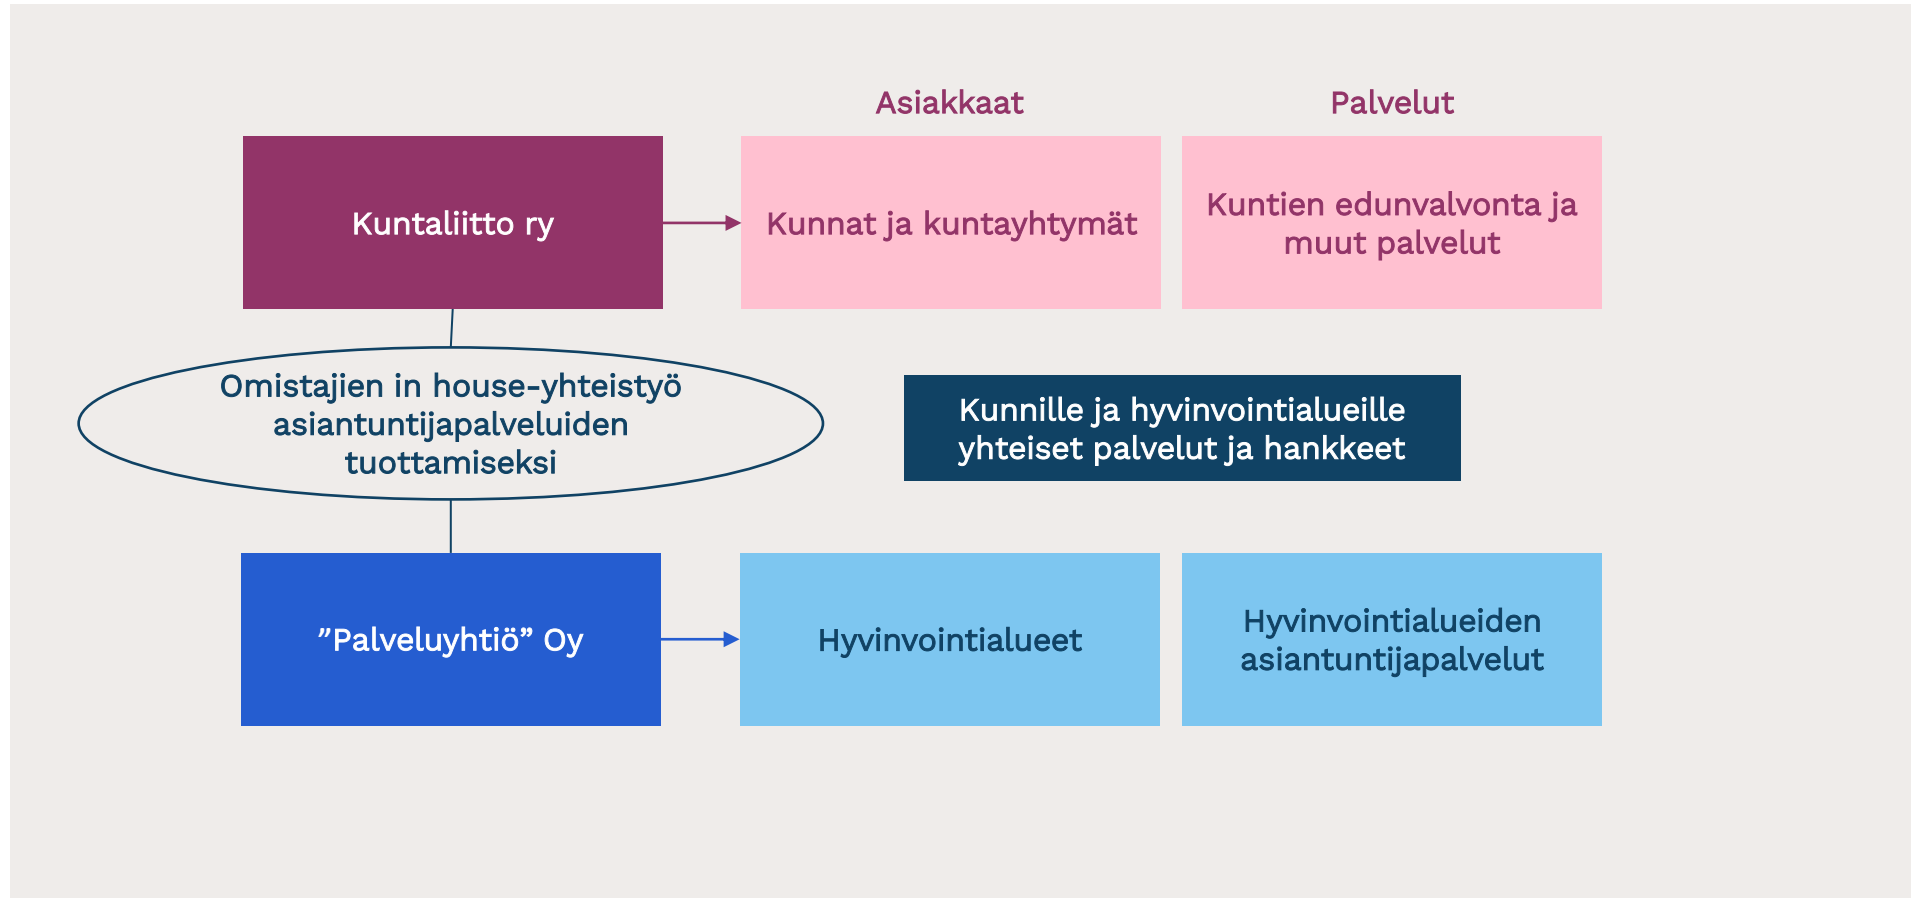 Asiakkaat
Palvelut
Kuntaliitto ry
Kunnat ja kuntayhtymät
Kuntien edunvalvonta ja
muut palvelut
Omistajien in house-yhteistyö
asiantuntijapalveluiden
tuottamiseksi
Kunnille ja hyvinvointialueille
yhteiset palvelut ja hankkeet
”Palveluyhtiö” Oy
Hyvinvointialueet
Hyvinvointialueiden
asiantuntijapalvelut